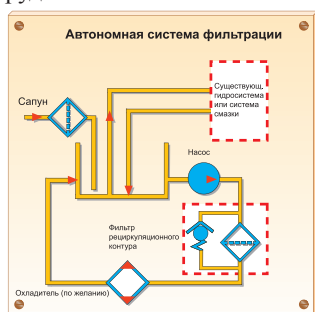 Автономная система фильтрации
Существующ.
гидросистема
или система
смазки
Сапун
Насос
Фильтр
рециркуляционного
контура
Охладитель (по желанию)